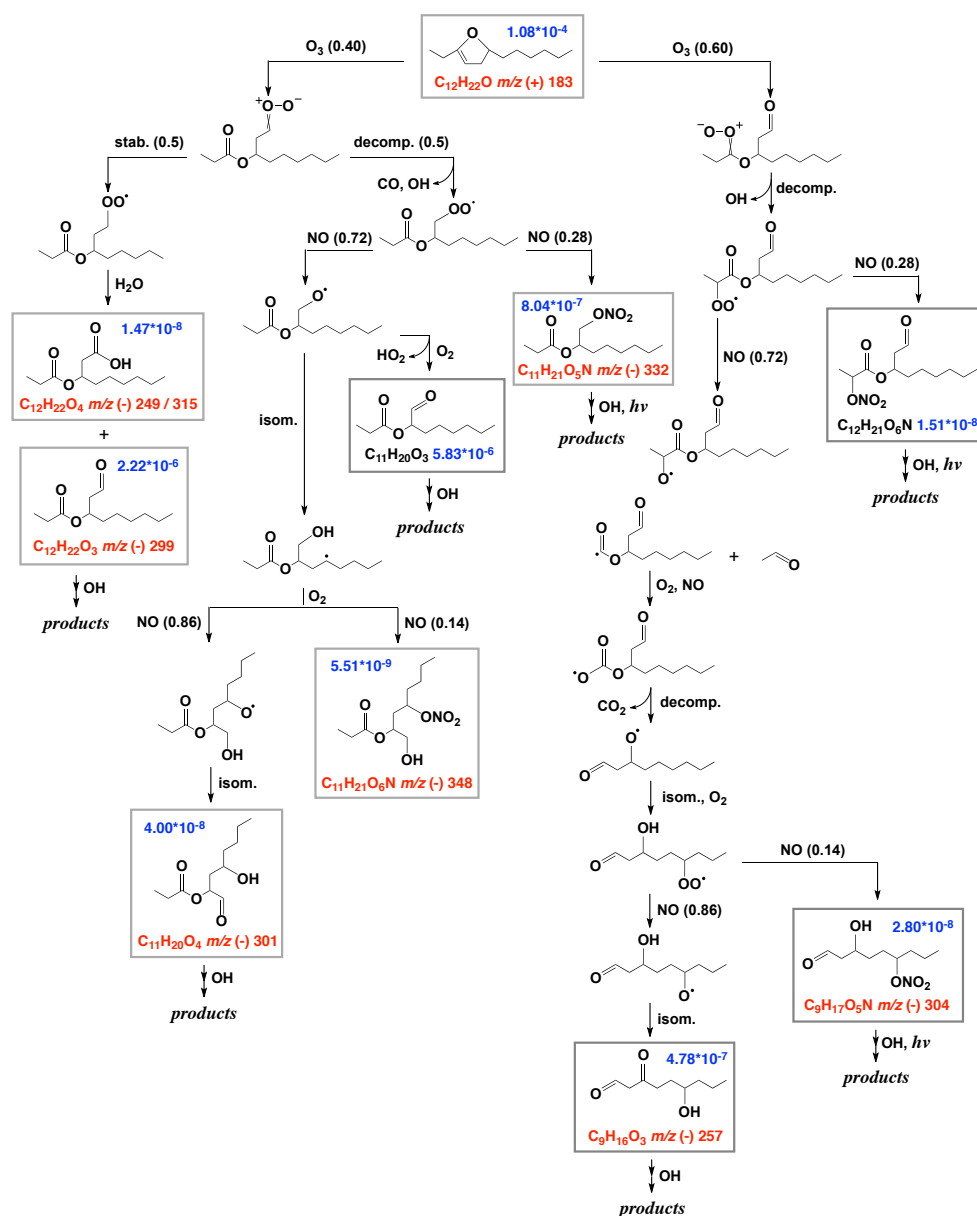 O₃ (0.40)
O
1.08*10⁻⁴
C₁₂H₂₂O m/z (+) 183
O₃ (0.60)
+ −
O–O
O
O
stab. (0.5)
decomp. (0.5)
CO, OH
O
− +
O–O
O
OH
decomp.
OO•
O
O
H₂O
OO•
O
O
NO (0.72)
NO (0.28)
O
O
O
OO•
NO (0.28)
1.47*10⁻⁸
O
OH
O
O
C₁₂H₂₂O₄ m/z (-) 249 / 315
+
2.22*10⁻⁶
O
O
O
C₁₂H₂₂O₃ m/z (-) 299
OH
products
O•
O
O
HO₂
O₂
8.04*10⁻⁷
ONO₂
O
O
C₁₁H₂₁O₅N m/z (-) 332
OH, hv
products
isom.
O
O
O
C₁₁H₂₀O₃ 5.83*10⁻⁶
OH
products
NO (0.72)
O
O
O
ONO₂
C₁₂H₂₁O₆N 1.51*10⁻⁸
OH, hv
products
O
O
O
O•
OH
O
O
•
O₂
NO (0.86)
NO (0.14)
O
O
•
O
+
O
O₂, NO
O
O
•O
O
CO₂
decomp.
O•
O
O
O
OH
isom.
5.51*10⁻⁹
ONO₂
O
O
OH
C₁₁H₂₁O₆N m/z (-) 348
4.00*10⁻⁸
OH
O
O
O
C₁₁H₂₀O₄ m/z (-) 301
OH
products
O•
O
isom., O₂
OH
O
OO•
NO (0.14)
NO (0.86)
OH
O
O•
isom.
2.80*10⁻⁸
OH
O
ONO₂
C₉H₁₇O₅N m/z (-) 304
OH, hv
products
4.78*10⁻⁷
O
O
OH
C₉H₁₆O₃ m/z (-) 257
OH
products